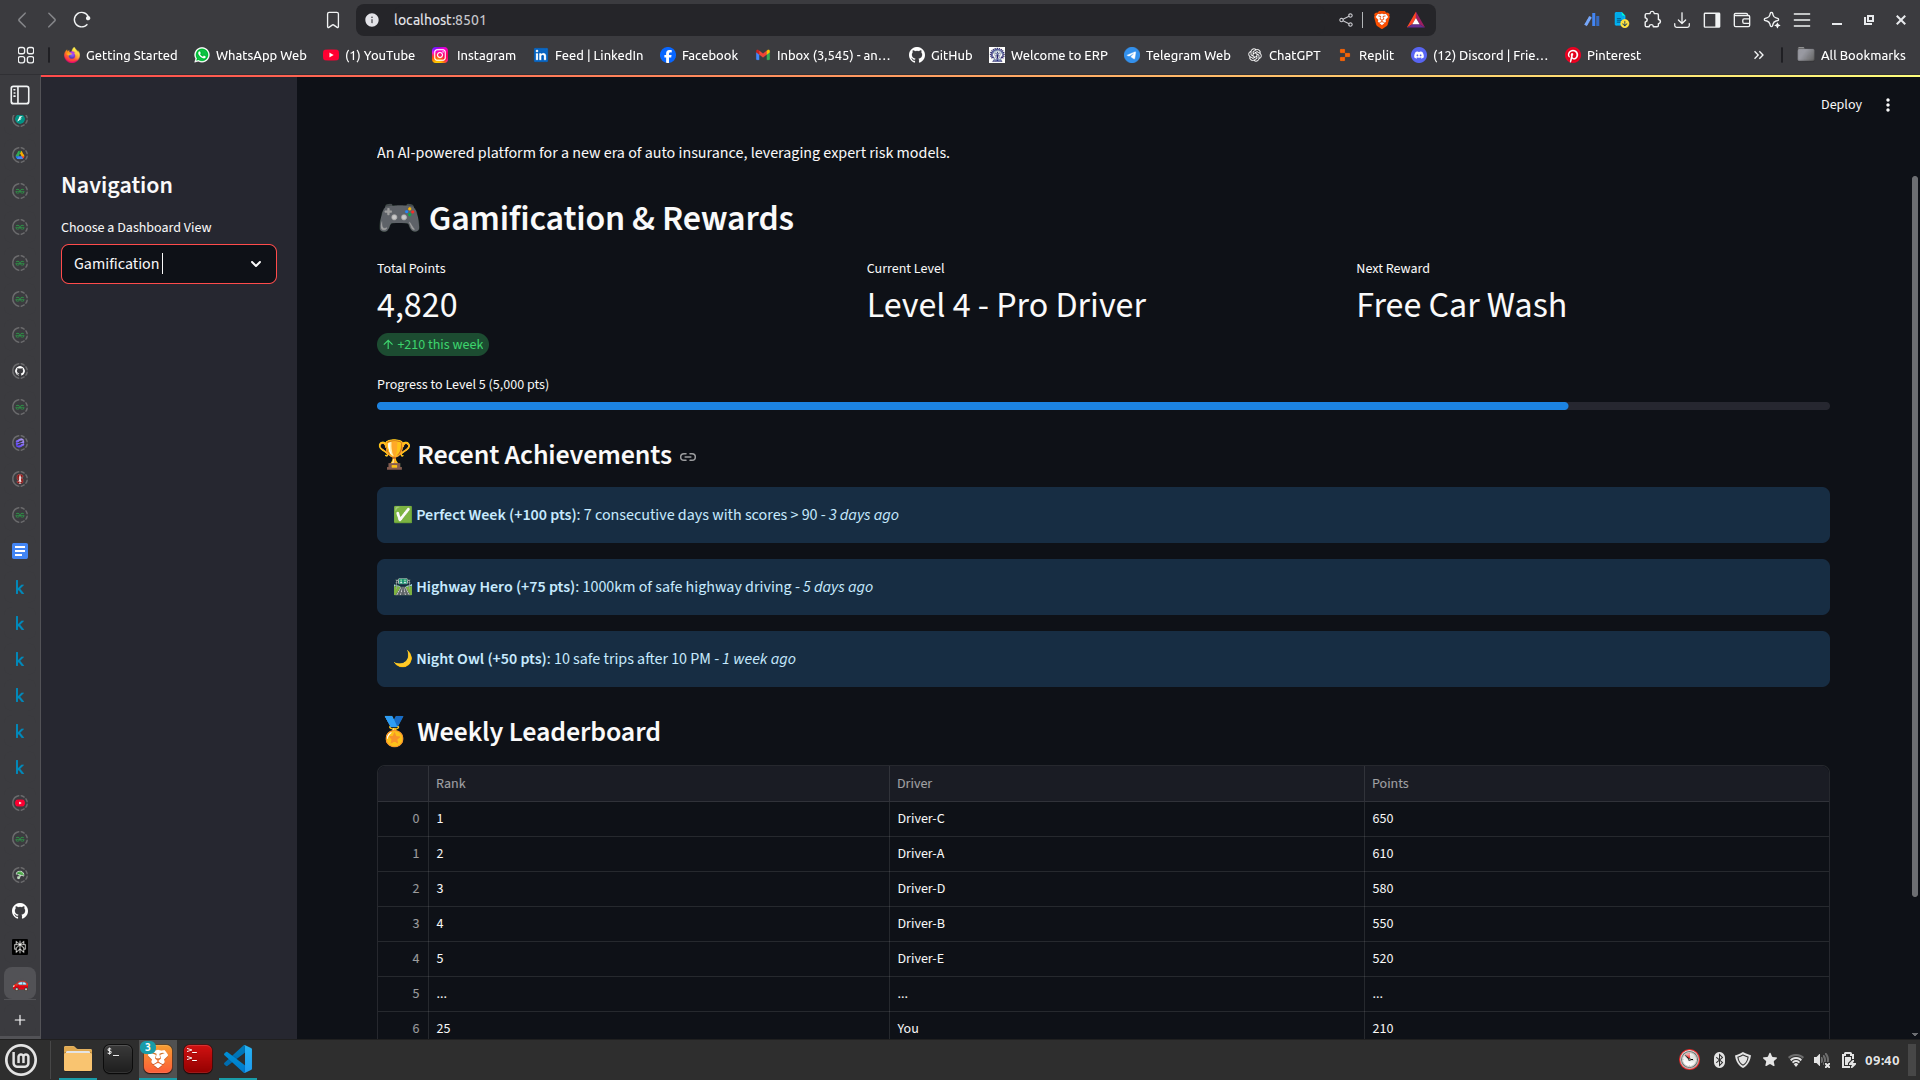 localhost:8501
Getting Started
WhatsApp Web
(1) YouTube
Instagram
Feed | LinkedIn
Facebook
Inbox (3,545) - an...
GitHub
Welcome to ERP
Telegram Web
ChatGPT
Replit
(12) Discord | Frie...
Pinterest
All Bookmarks
Deploy
Navigation
Choose a Dashboard View
Gamification
An AI-powered platform for a new era of auto insurance, leveraging expert risk models.
🎮 Gamification & Rewards
Total Points
4,820
↑ +210 this week
Current Level
Level 4 - Pro Driver
Next Reward
Free Car Wash
Progress to Level 5 (5,000 pts)
🏆 Recent Achievements
✅ Perfect Week (+100 pts): 7 consecutive days with scores > 90 - 3 days ago
🛣️ Highway Hero (+75 pts): 1000km of safe highway driving - 5 days ago
🌙 Night Owl (+50 pts): 10 safe trips after 10 PM - 1 week ago
🏅 Weekly Leaderboard
Rank Driver Points
0 1 Driver-C 650
1 2 Driver-A 610
2 3 Driver-D 580
3 4 Driver-B 550
4 5 Driver-E 520
5 ... ... ...
6 25 You 210
3
09:40